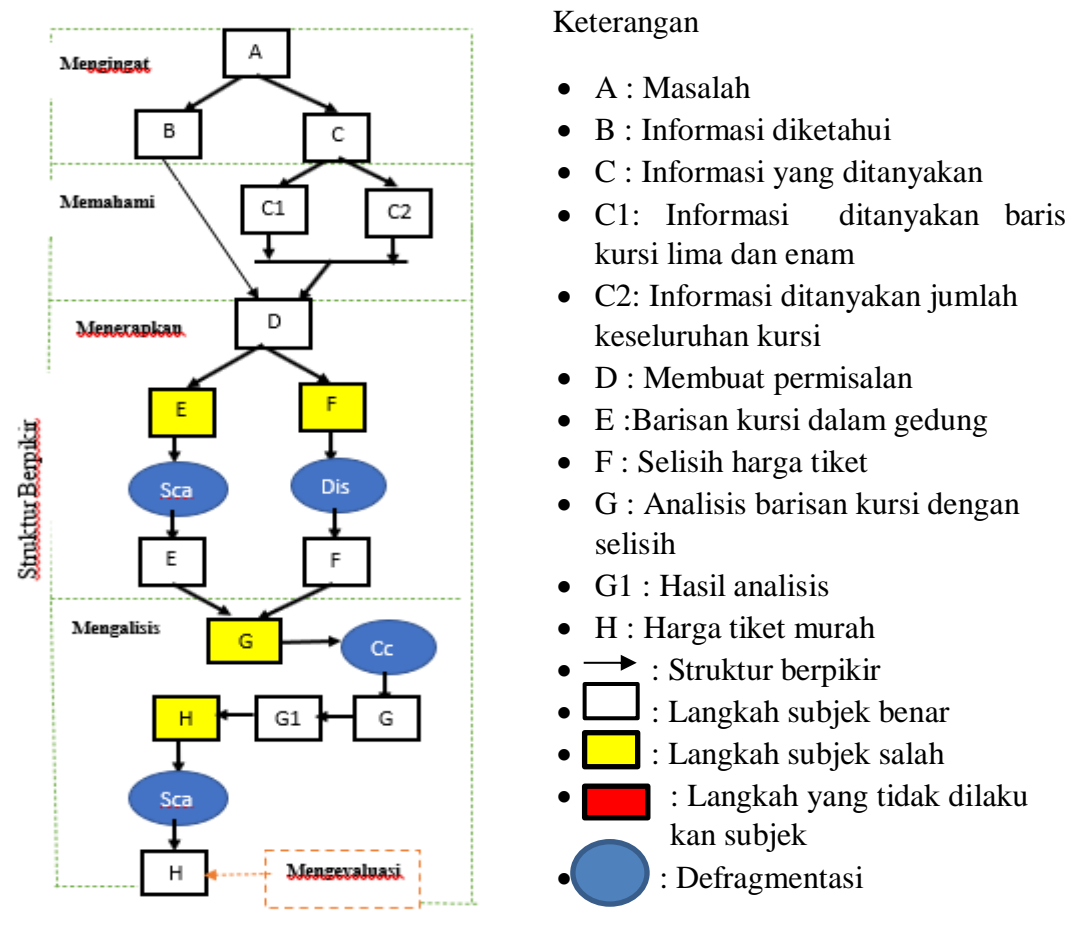 Mengingat
A
B
C
Memahami
C1
C2
Menerapkan
D
E
F
Sca
Dis
E
F
Struktur Berpikir
Mengalisis
G
Cc
H
G1
G
Sca
H
Mengevaluasi
Keterangan
• A : Masalah
• B : Informasi diketahui
• C : Informasi yang ditanyakan
• C1: Informasi ditanyakan baris
kursi lima dan enam
• C2: Informasi ditanyakan jumlah
keseluruhan kursi
• D : Membuat permisalan
• E :Barisan kursi dalam gedung
• F : Selisih harga tiket
• G : Analisis barisan kursi dengan
selisih
• G1 : Hasil analisis
• H : Harga tiket murah
• : Struktur berpikir
• : Langkah subjek benar
• : Langkah subjek salah
• : Langkah yang tidak dilaku
kan subjek
• : Defragmentasi